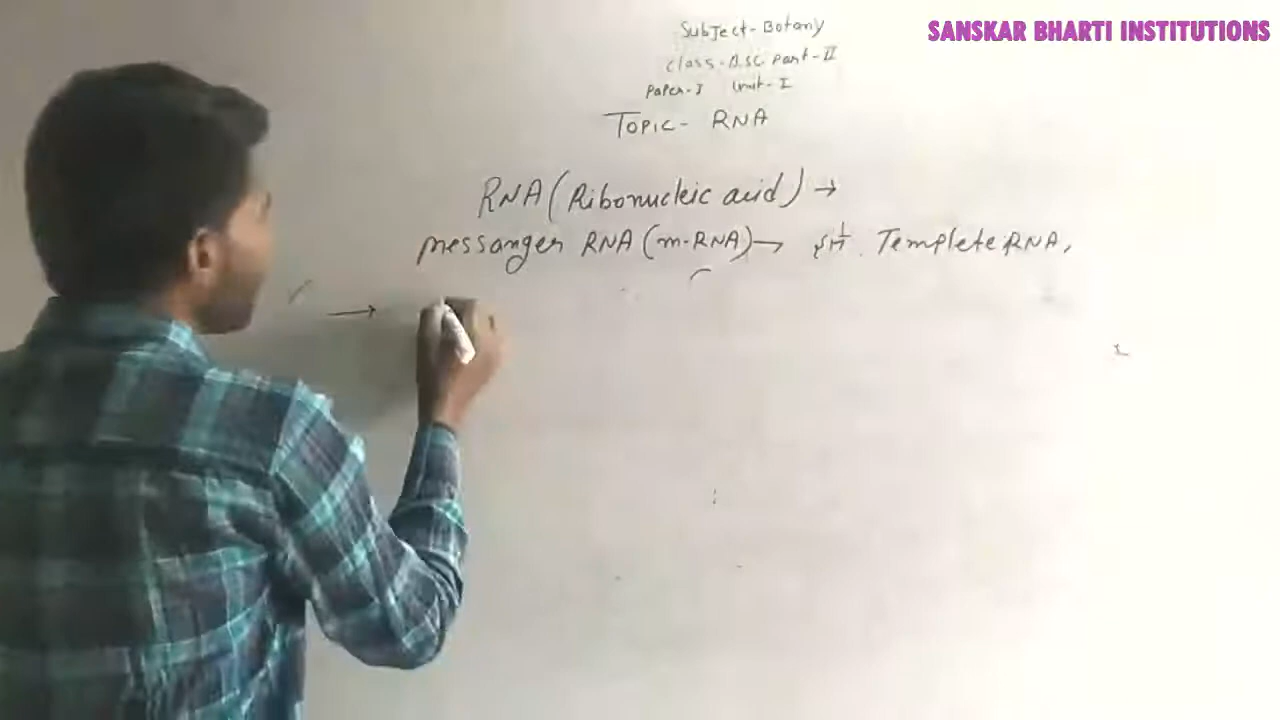 SANSKAR BHARTI INSTITUTIONS
Subject-Botany
Class-B.Sc. Part-II
Paper-I Unit-I
TOPIC- RNA
RNA (Ribonucleic acid) →
messanger RNA (m-RNA) → Templete RNA,
→